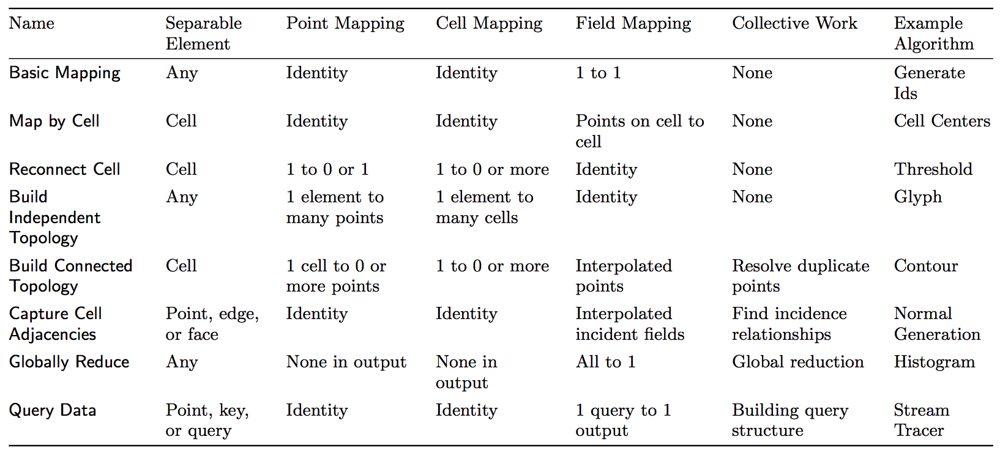 Name Separable Point Mapping Cell Mapping Field Mapping Collective Work Example
Element Algorithm
Basic Mapping Any Identity Identity 1 to 1 None Generate
Ids
Map by Cell Cell Identity Identity Points on cell to None Cell Centers
cell
Reconnect Cell Cell 1 to 0 or 1 1 to 0 or more Identity None Threshold
Build Any 1 element to 1 element to Identity None Glyph
Independent many points many cells
Topology
Build Connected Cell 1 cell to 0 or 1 to 0 or more Interpolated Resolve duplicate Contour
Topology more points points points
Capture Cell Point, edge, Identity Identity Interpolated Find incidence Normal
Adjacencies or face incident fields relationships Generation
Globally Reduce Any None in output None in All to 1 Global reduction Histogram
output
Query Data Point, key, Identity Identity 1 query to 1 Building query Stream
or query output structure Tracer